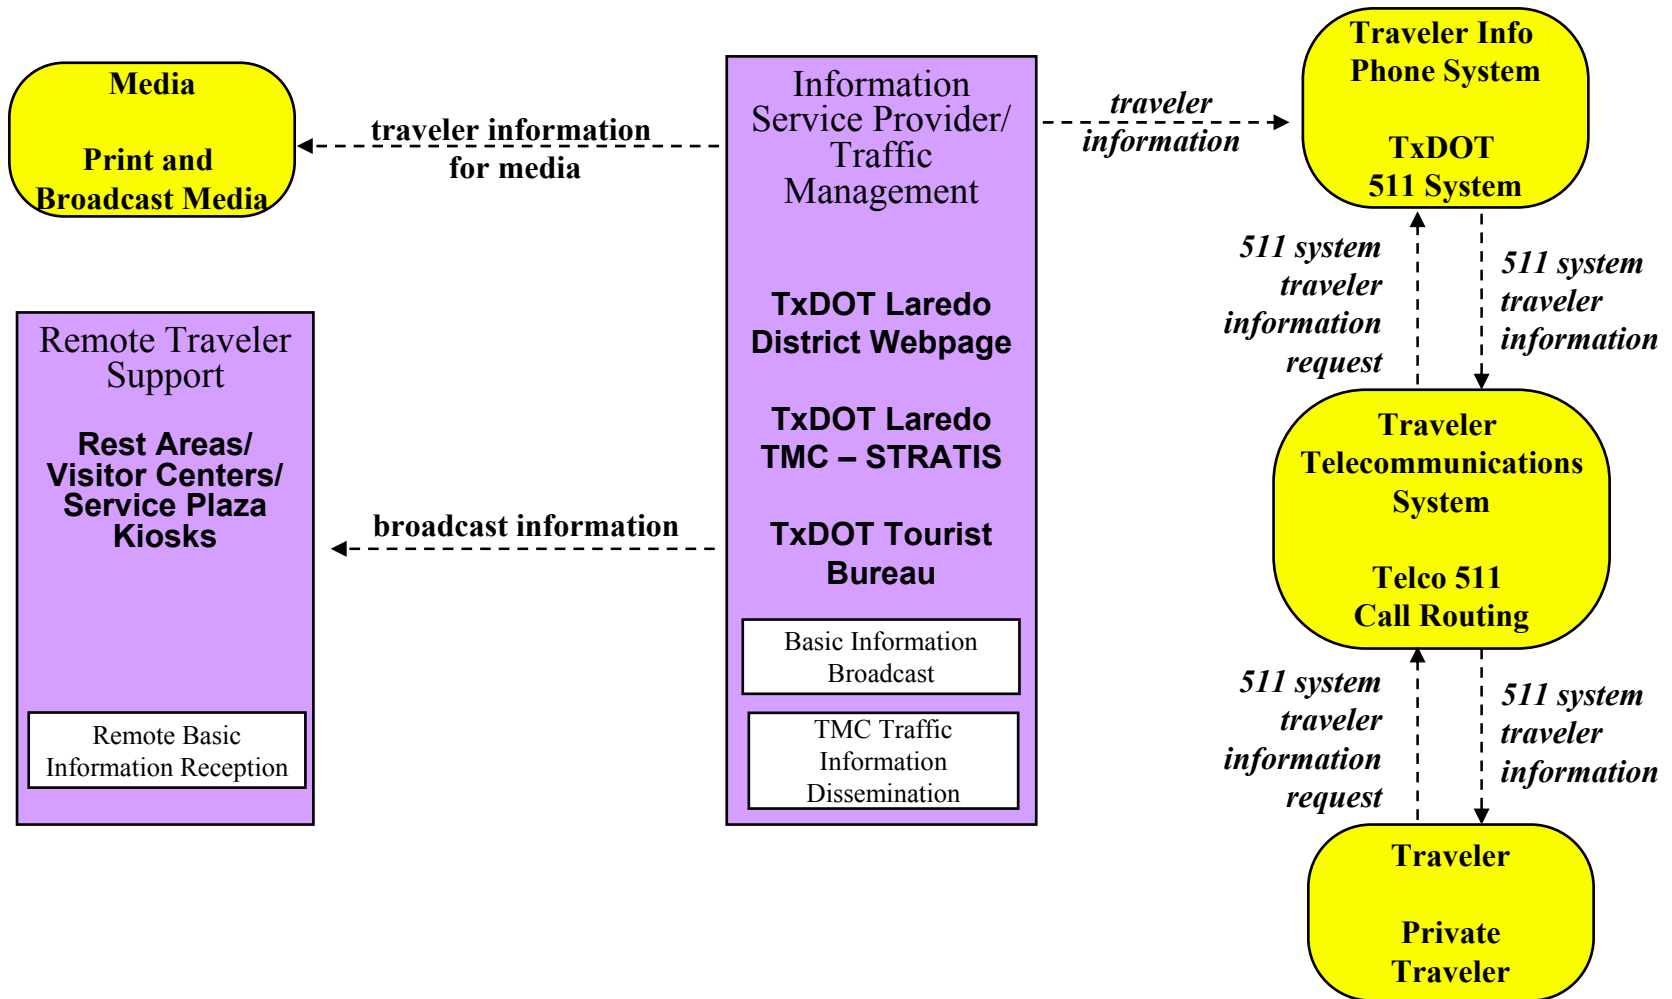 Media
Print and
Broadcast Media
traveler information
for media
Information
Service Provider/
Traffic
Management
TxDOT Laredo
District Webpage
TxDOT Laredo
TMC – STRATIS
TxDOT Tourist
Bureau
Basic Information
Broadcast
TMC Traffic
Information
Dissemination
traveler
information
Traveler Info
Phone System
TxDOT
511 System
511 system
traveler
information
request
511 system
traveler
information
Remote Traveler
Support
Rest Areas/
Visitor Centers/
Service Plaza
Kiosks
Remote Basic
Information Reception
broadcast information
Traveler
Telecommunications
System
Telco 511
Call Routing
511 system
traveler
information
request
511 system
traveler
information
Traveler
Private
Traveler